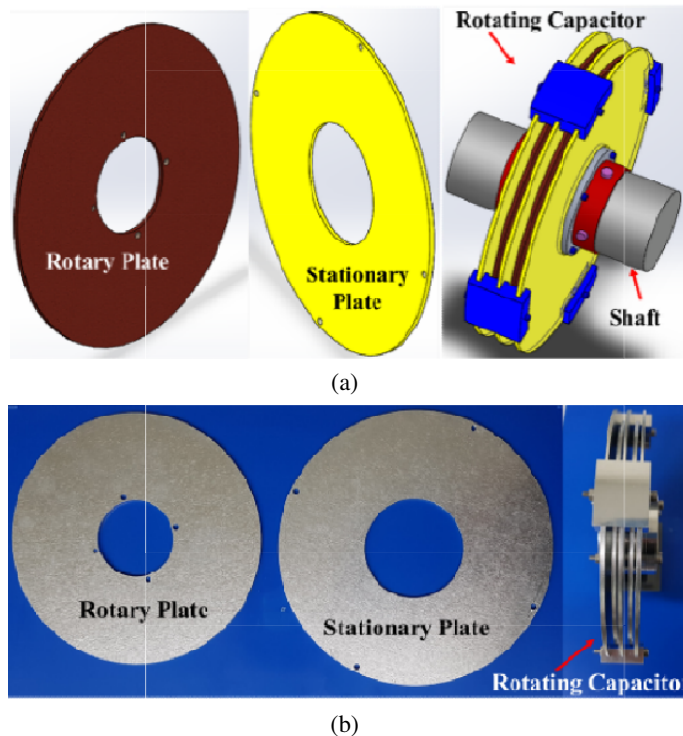 Rotating Capacitor
Rotary Plate
Stationary
Plate
Shaft
(a)
Rotary Plate
Stationary Plate
Rotating Capacito
(b)